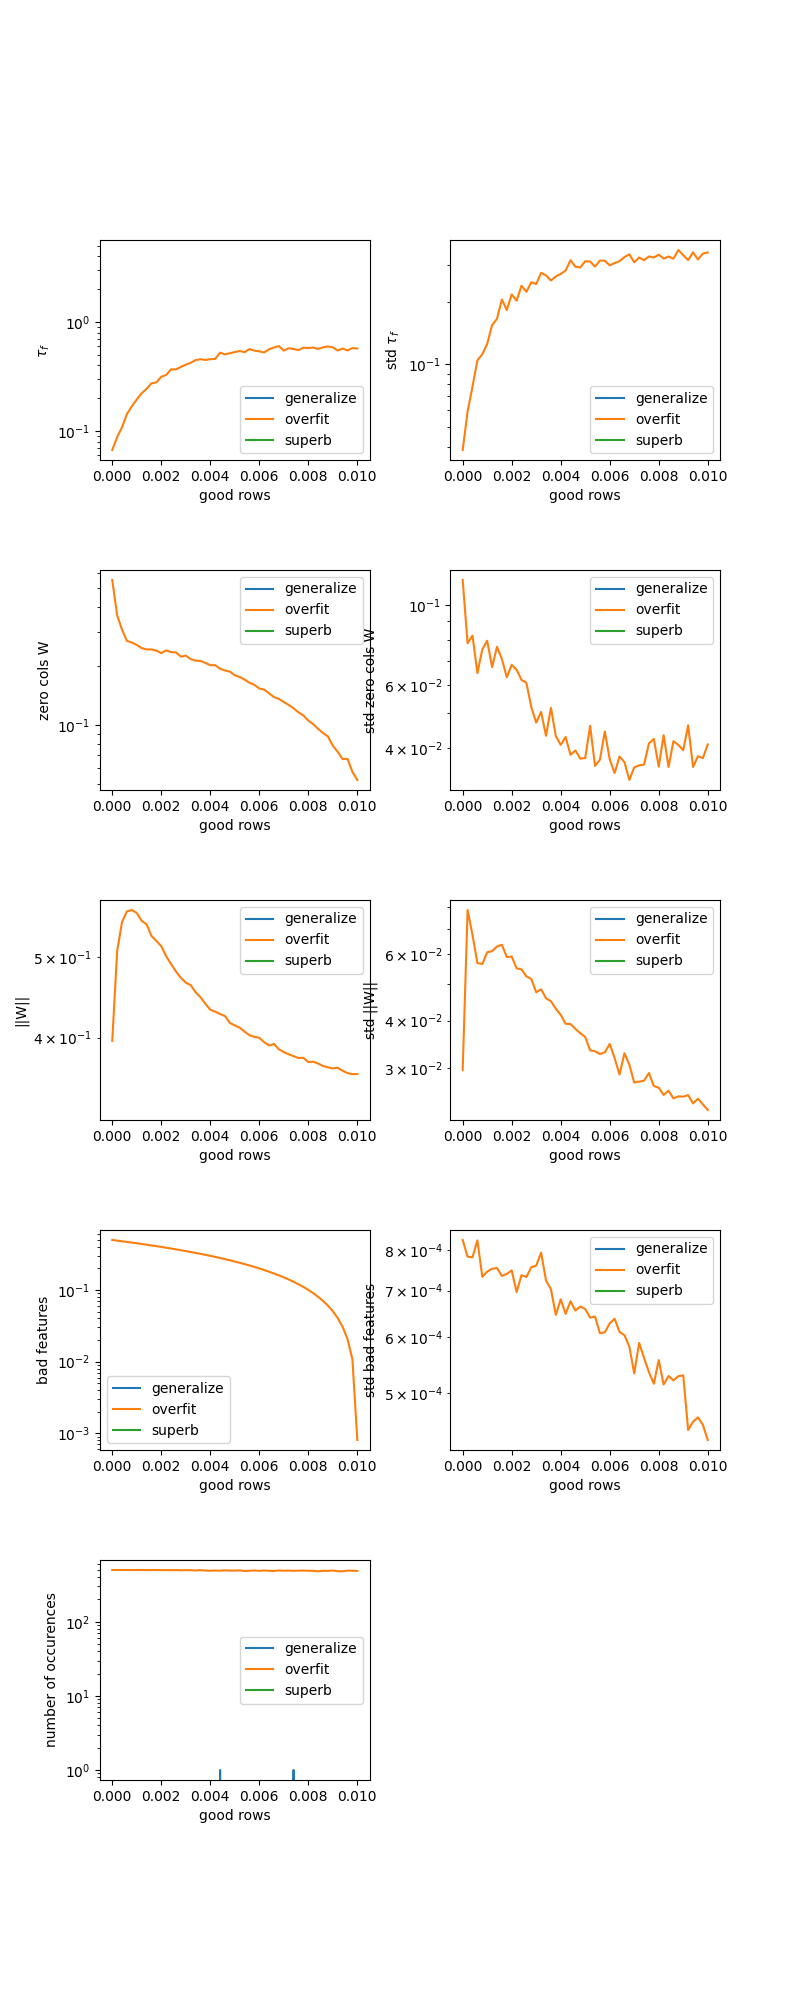 10⁰
10⁻¹
τ_f
generalize
overfit
superb
0.000 0.002 0.004 0.006 0.008 0.010
good rows
10⁻¹
std τ_f
generalize
overfit
superb
0.000 0.002 0.004 0.006 0.008 0.010
good rows
10⁻¹
zero cols W
generalize
overfit
superb
0.000 0.002 0.004 0.006 0.008 0.010
good rows
10⁻¹
6 × 10⁻²
4 × 10⁻²
std zero cols W
generalize
overfit
superb
0.000 0.002 0.004 0.006 0.008 0.010
good rows
5 × 10⁻¹
4 × 10⁻¹
||W||
generalize
overfit
superb
0.000 0.002 0.004 0.006 0.008 0.010
good rows
6 × 10⁻²
4 × 10⁻²
3 × 10⁻²
std ||W||
generalize
overfit
superb
0.000 0.002 0.004 0.006 0.008 0.010
good rows
10⁻¹
10⁻²
10⁻³
bad features
generalize
overfit
superb
0.000 0.002 0.004 0.006 0.008 0.010
good rows
8 × 10⁻⁴
7 × 10⁻⁴
6 × 10⁻⁴
5 × 10⁻⁴
std bad features
generalize
overfit
superb
0.000 0.002 0.004 0.006 0.008 0.010
good rows
10²
10¹
10⁰
number of occurences
generalize
overfit
superb
0.000 0.002 0.004 0.006 0.008 0.010
good rows